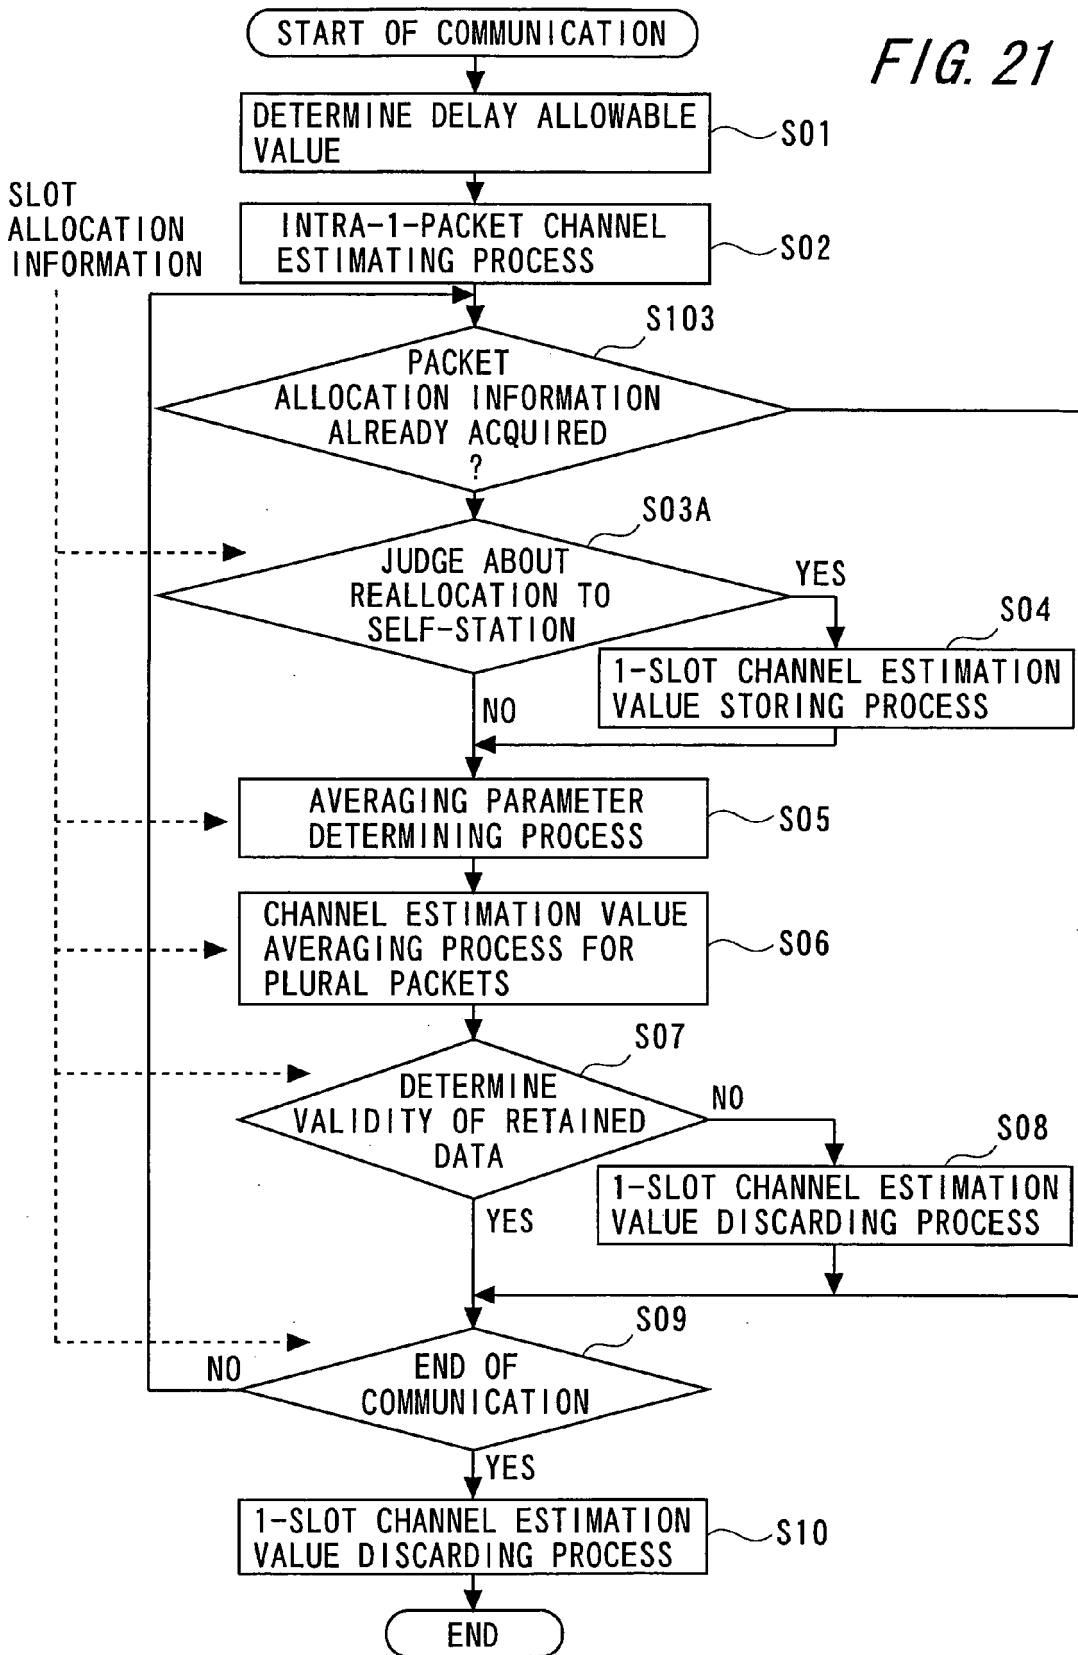 START OF COMMUNICATION
FIG. 21
DETERMINE DELAY ALLOWABLE
VALUE
S01
SLOT
ALLOCATION
INFORMATION
INTRA-1-PACKET CHANNEL
ESTIMATING PROCESS
S02
S103
PACKET
ALLOCATION INFORMATION
ALREADY ACQUIRED
?
S03A
JUDGE ABOUT
REALLOCATION TO
SELF-STATION
YES
S04
1-SLOT CHANNEL ESTIMATION
VALUE STORING PROCESS
NO
AVERAGING PARAMETER
DETERMINING PROCESS
S05
CHANNEL ESTIMATION VALUE
AVERAGING PROCESS FOR
PLURAL PACKETS
S06
S07
DETERMINE
VALIDITY OF RETAINED
DATA
NO
S08
1-SLOT CHANNEL ESTIMATION
VALUE DISCARDING PROCESS
YES
S09
END OF
COMMUNICATION
NO
YES
1-SLOT CHANNEL ESTIMATION
VALUE DISCARDING PROCESS
S10
END